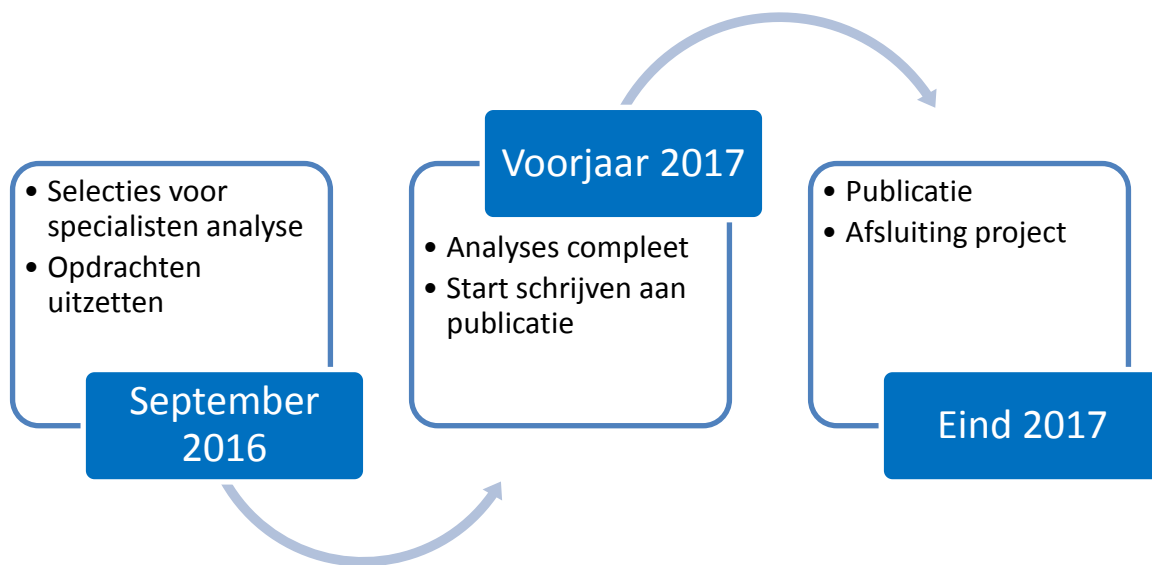 • Selecties voor
specialisten analyse
• Opdrachten
uitzetten
September
2016
Voorjaar 2017
• Analyses compleet
• Start schrijven aan
publicatie
• Publicatie
• Afsluiting project
Eind 2017